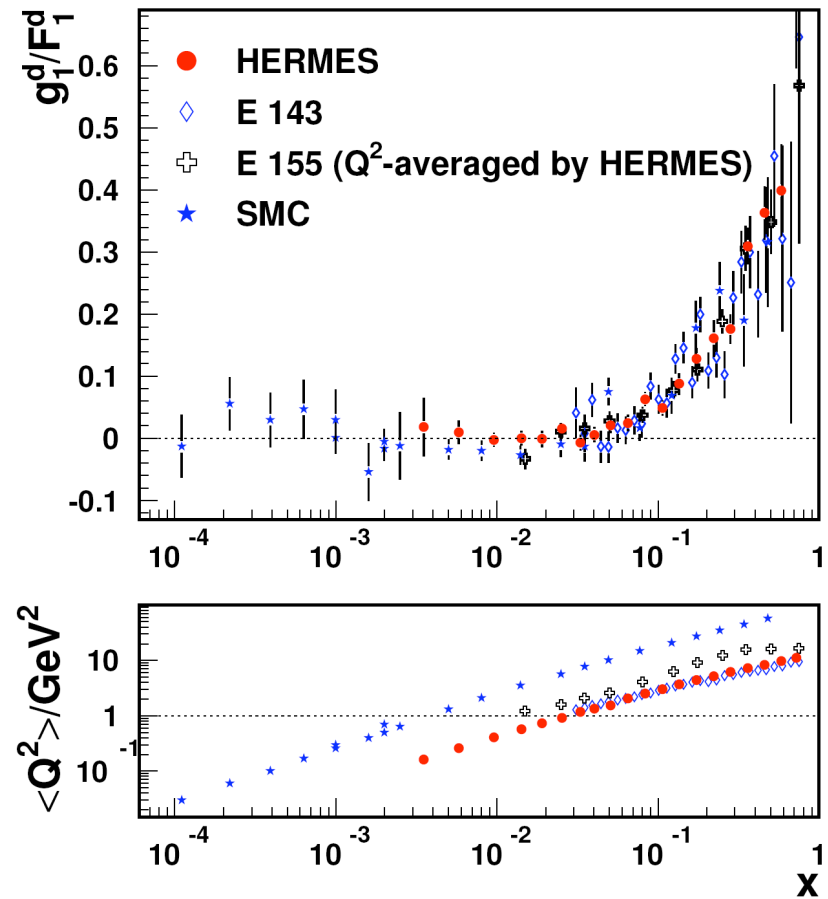 g₁ᵈ/F₁ᵈ
0.6
0.5
0.4
0.3
0.2
0.1
0
-0.1
HERMES
E 143
E 155 (Q²-averaged by HERMES)
SMC
10⁻⁴ 10⁻³ 10⁻² 10⁻¹ 1
<Q²>/GeV²
10
1
10⁻¹
10⁻⁴ 10⁻³ 10⁻² 10⁻¹ 1
x